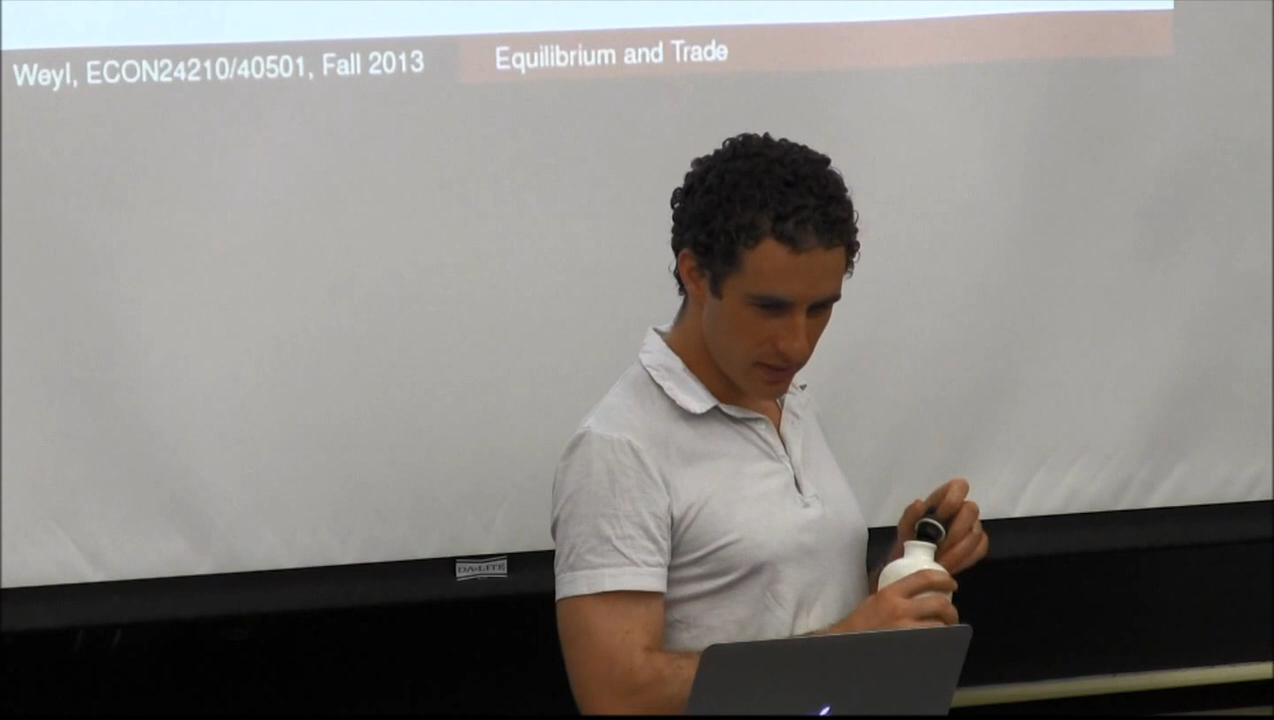 Weyl, ECON24210/40501, Fall 2013 Equilibrium and Trade
DA-LITE